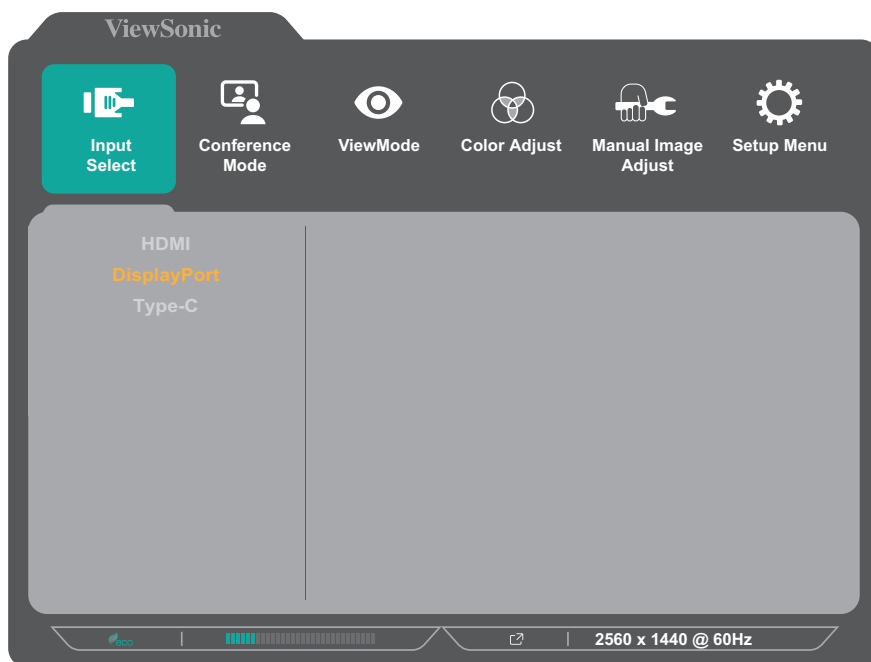 ViewSonic
Input
Select
Conference
Mode
ViewMode
Color Adjust
Manual Image
Adjust
Setup Menu
HDMI
DisplayPort
Type-C
eco
2560 x 1440 @ 60Hz